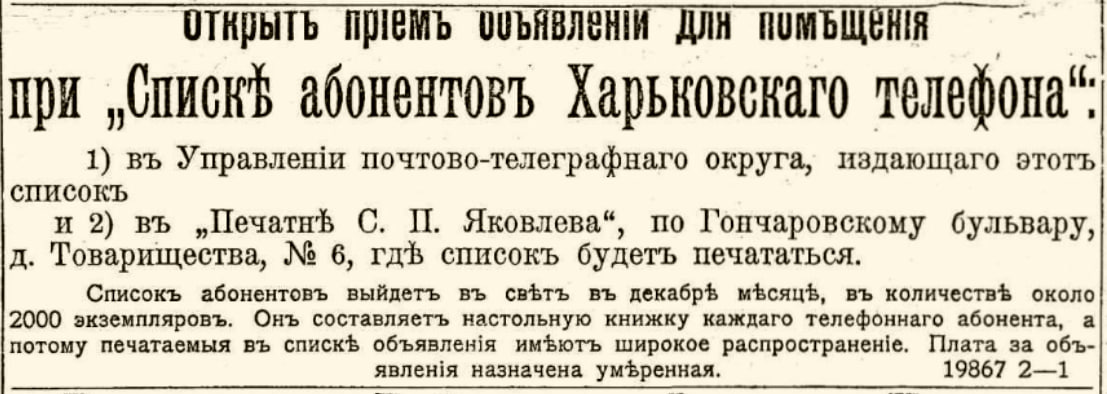 открытъ пріемъ объявленій для помѣщенія
при „Спискѣ абонентовъ Харьковскаго телефона“:
1) въ Управленіи почтово-телеграфнаго округа, издающаго этотъ
списокъ
и 2) въ „Печатнѣ С. П. Яковлева“, по Гончаровскому бульвару,
д. Товарищества, № 6, гдѣ списокъ будетъ печататься.
Списокъ абонентовъ выйдетъ въ свѣтъ въ декабрѣ мѣсяцѣ, въ количествѣ около
2000 экземпляровъ. Онъ составляетъ настольную книжку каждаго телефоннаго абонента, а
потому печатаемыя въ спискѣ объявленія имѣютъ широкое распространеніе. Плата за объ-
явленія назначена умѣренная. 19867 2—1